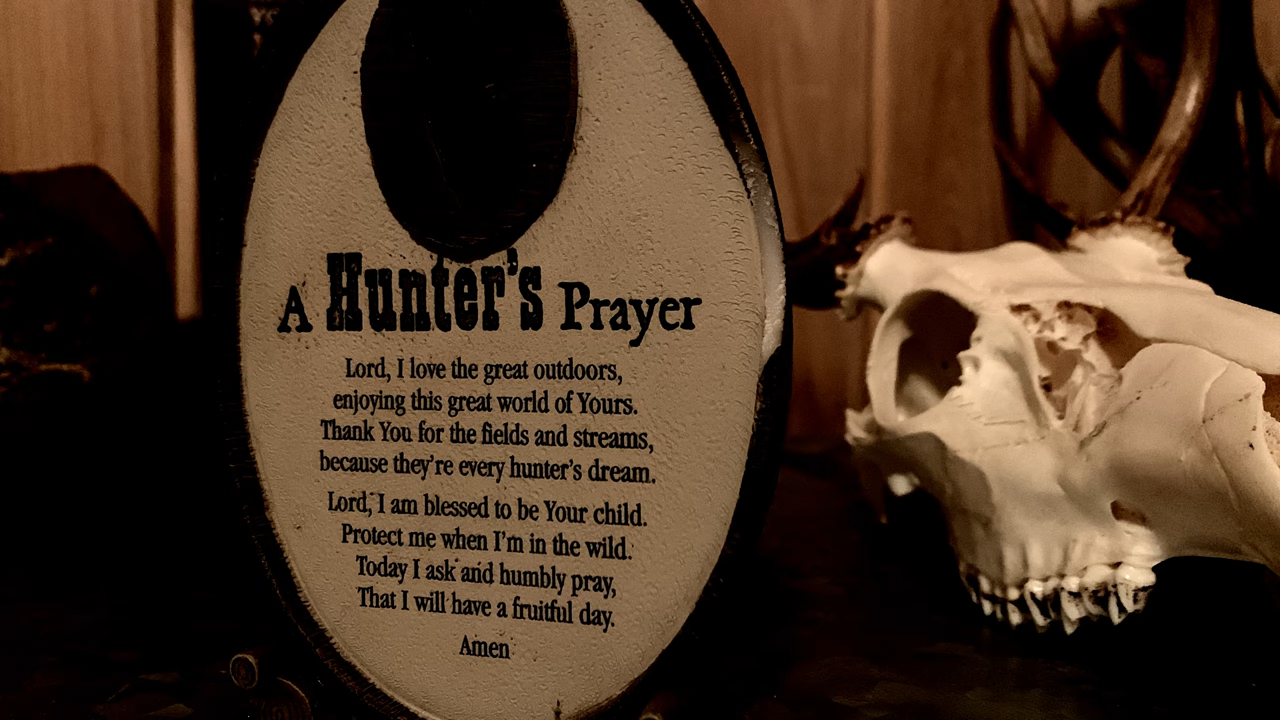 A Hunter's Prayer
Lord, I love the great outdoors,
enjoying this great world of Yours.
Thank You for the fields and streams,
because they're every hunter's dream.
Lord, I am blessed to be Your child.
Protect me when I'm in the wild.
Today I ask and humbly pray,
That I will have a fruitful day.
Amen